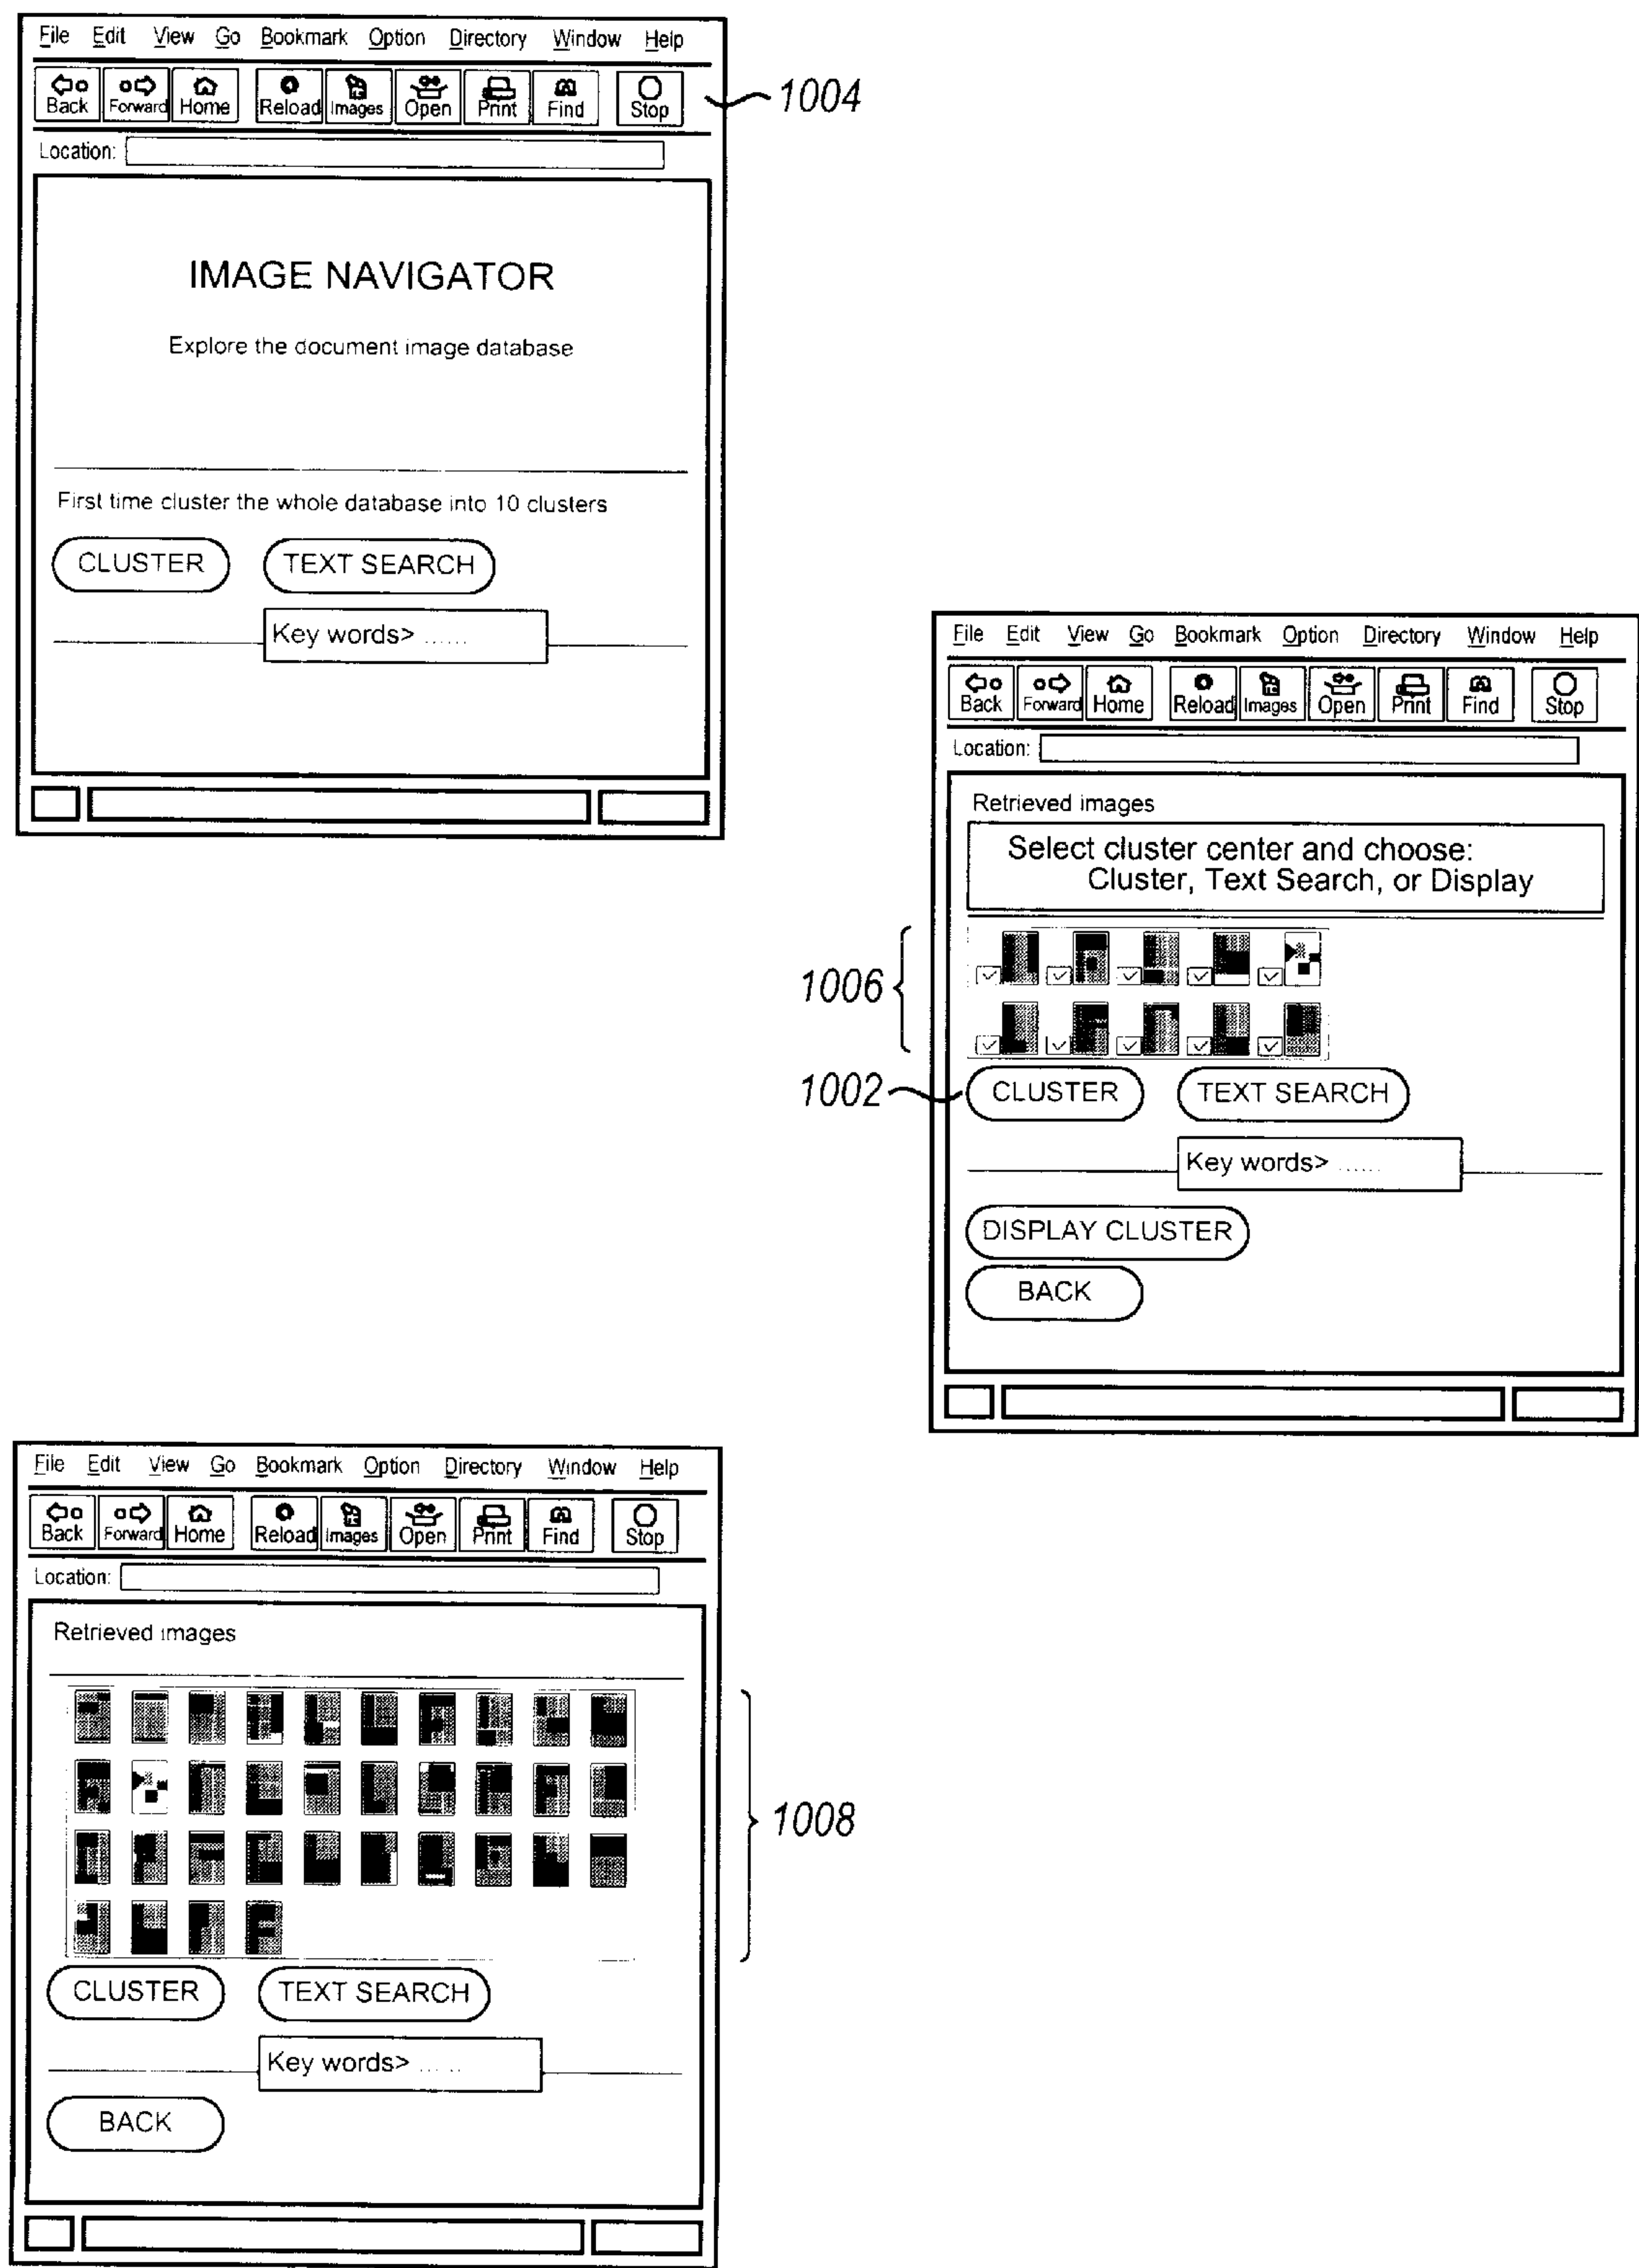 File Edit View Go Bookmark Option Directory Window Help
Back Forward Home Reload Images Open Print Find Stop
1004
Location:
IMAGE NAVIGATOR
Explore the document image database
First time cluster the whole database into 10 clusters
CLUSTER TEXT SEARCH
Key words> ......
File Edit View Go Bookmark Option Directory Window Help
Back Forward Home Reload Images Open Print Find Stop
Location:
Retrieved images
Select cluster center and choose:
Cluster, Text Search, or Display
1006
1002
CLUSTER TEXT SEARCH
Key words> ......
DISPLAY CLUSTER
BACK
File Edit View Go Bookmark Option Directory Window Help
Back Forward Home Reload Images Open Print Find Stop
Location:
Retrieved images
1008
CLUSTER TEXT SEARCH
Key words> ......
BACK